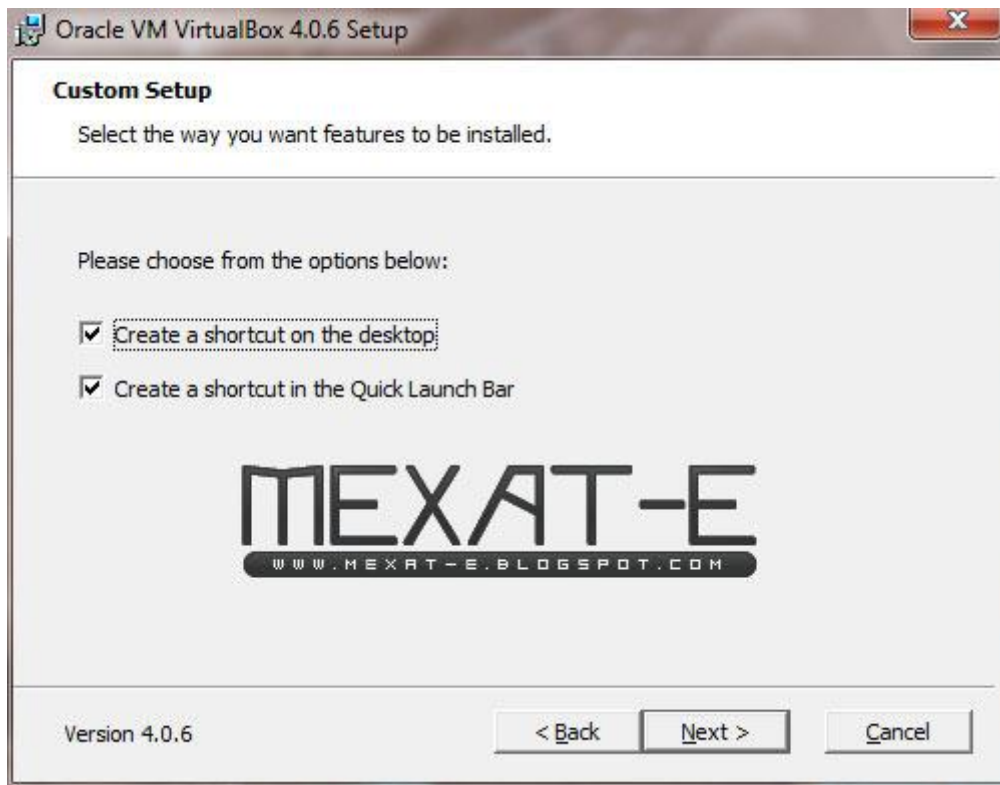 Oracle VM VirtualBox 4.0.6 Setup
Custom Setup
Select the way you want features to be installed.
Please choose from the options below:
Create a shortcut on the desktop
Create a shortcut in the Quick Launch Bar
MEXAT-E
WWW.MEXAT-E.BLOGSPOT.COM
Version 4.0.6
< Back
Next >
Cancel